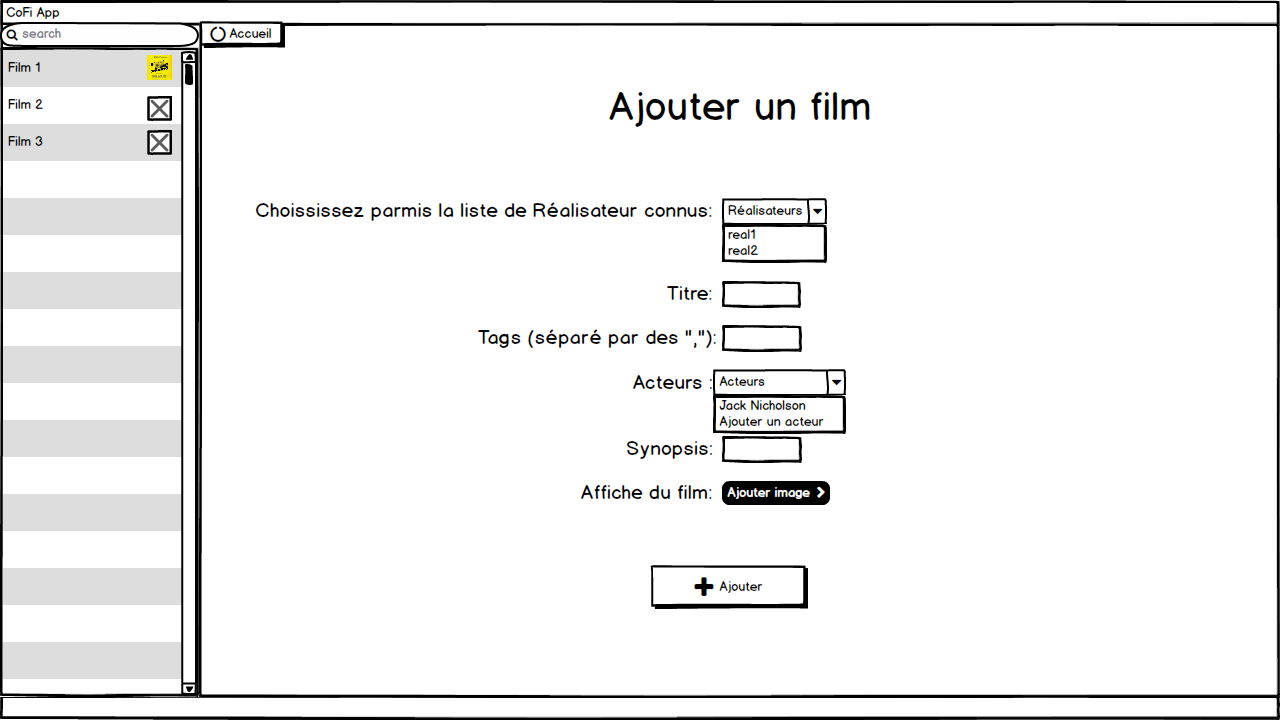 CoFi App
search
Accueil
Film 1
Film 2
Film 3
Ajouter un film
Choississez parmis la liste de Réalisateur connus:
Réalisateurs
real1
real2
Titre:
Tags (séparé par des ","):
Acteurs :
Acteurs
Jack Nicholson
Ajouter un acteur
Synopsis:
Affiche du film:
Ajouter image
Ajouter